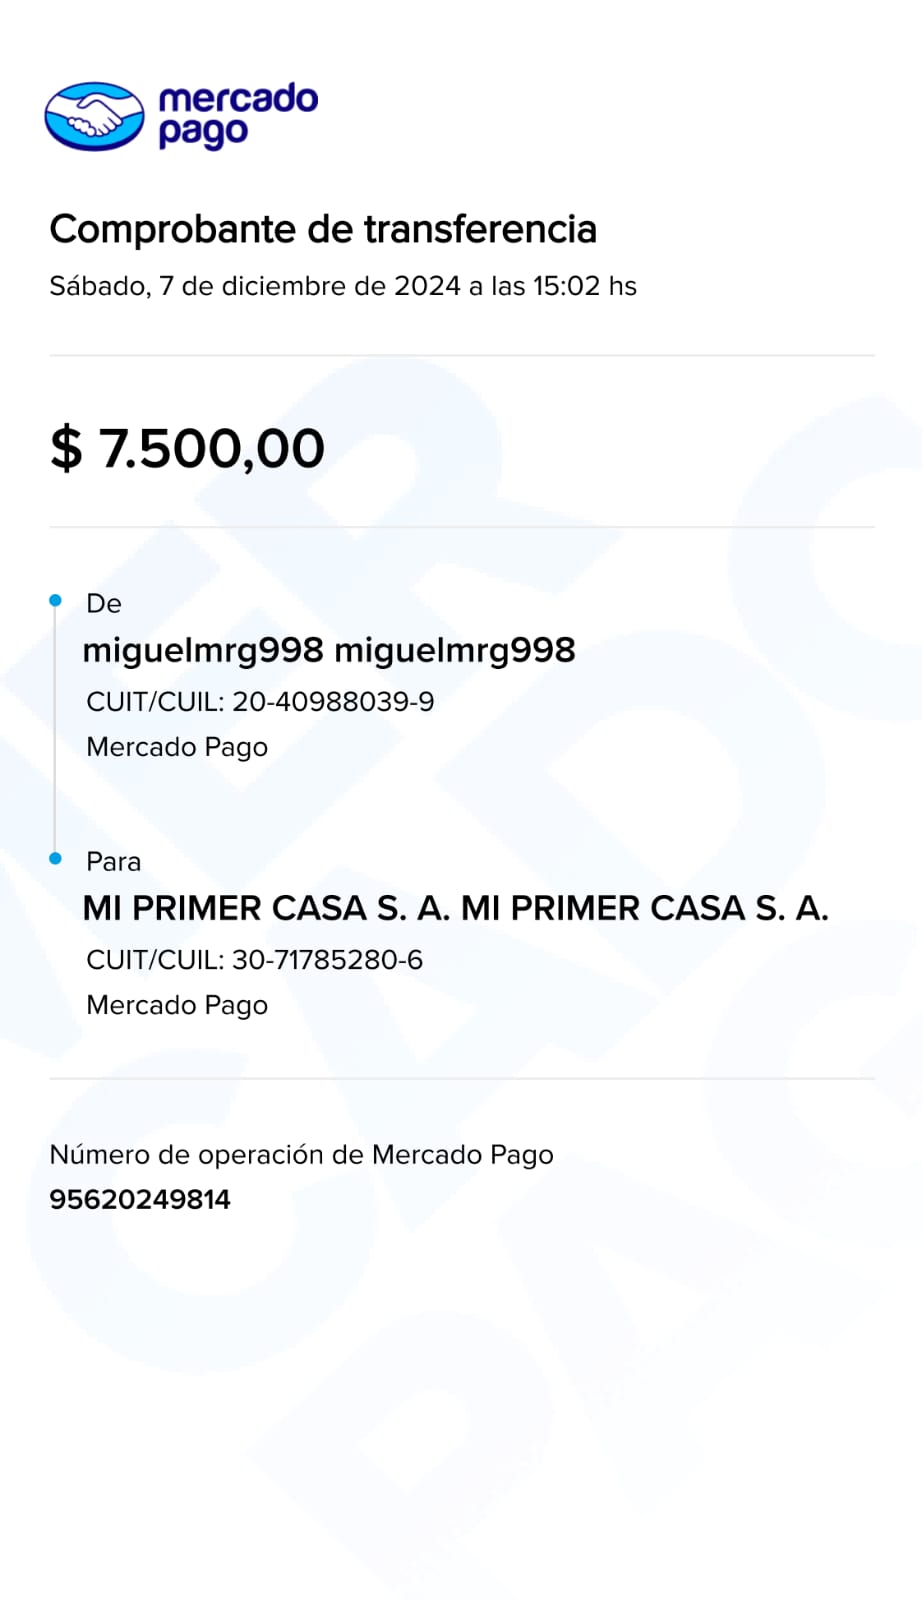 mercado
pago
Comprobante de transferencia
Sábado, 7 de diciembre de 2024 a las 15:02 hs
$ 7.500,00
De
miguelmrg998 miguelmrg998
CUIT/CUIL: 20-40988039-9
Mercado Pago
Para
MI PRIMER CASA S. A. MI PRIMER CASA S. A.
CUIT/CUIL: 30-71785280-6
Mercado Pago
Número de operación de Mercado Pago
95620249814